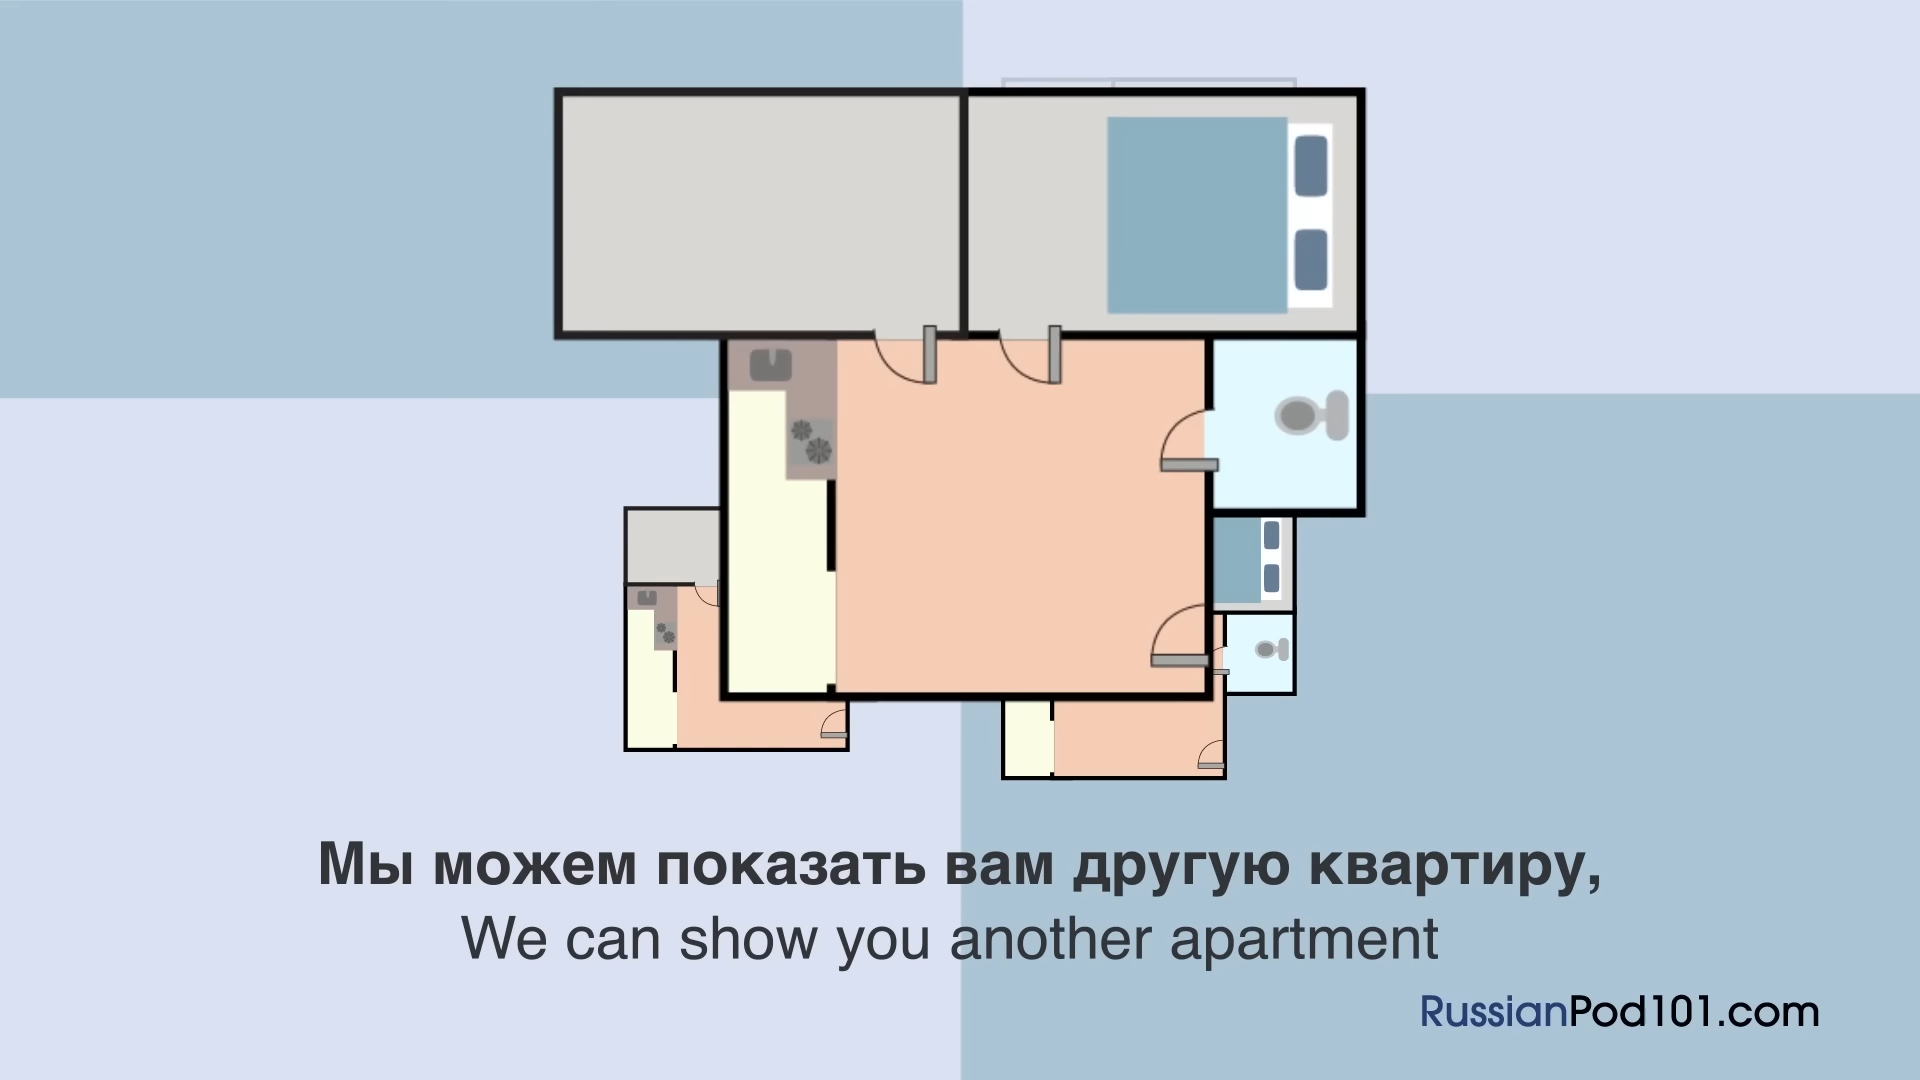 Мы можем показать вам другую квартиру,
We can show you another apartment
RussianPod101.com